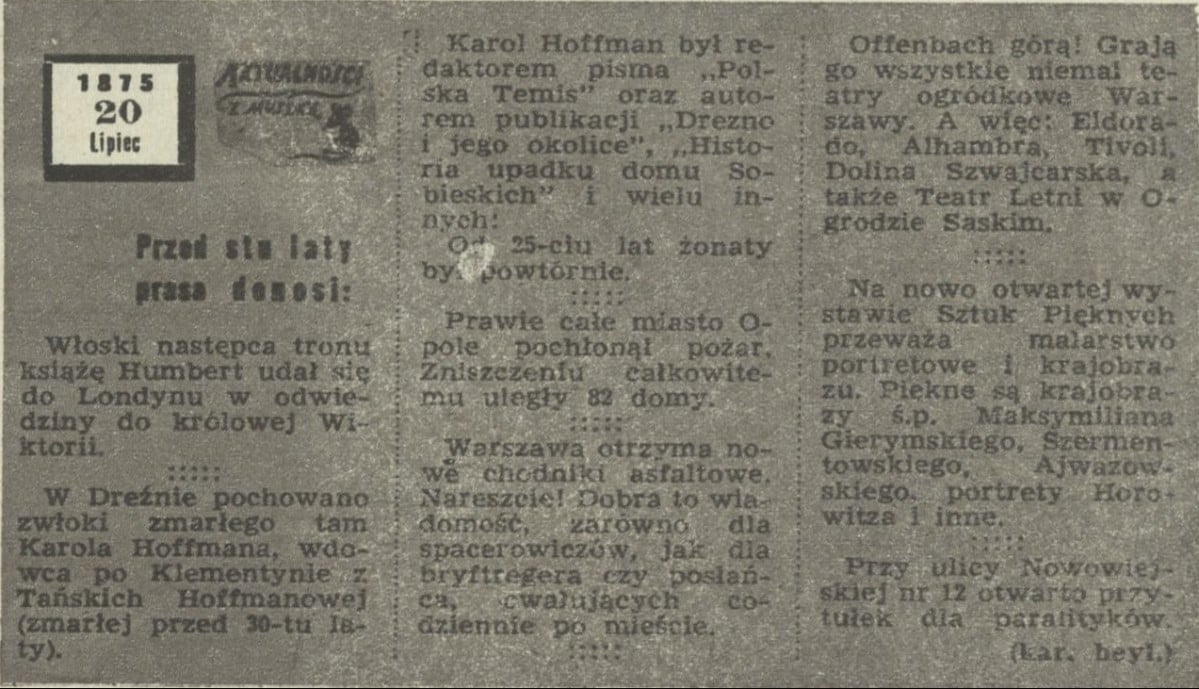 1875
20
Lipiec
AKTUALNOŚCI
Z MYSZKĄ
Przed stu laty
prasa donosi:
Włoski następca tronu
książę Humbert udał się
do Londynu w odwie-
dziny do królowej Wi-
ktorii.
:::::
W Dreźnie pochowano
zwłoki zmarłego tam
Karola Hoffmana, wdo-
wca po Klementynie z
Tańskich Hoffmanowej
(zmarłej przed 30-tu la-
ty).
Karol Hoffman był re-
daktorem pisma „Pol-
ska Temis" oraz auto-
rem publikacji „Drezno
i jego okolice", „Histo-
ria upadku domu So-
bieskich" i wielu in-
nych.
Od 25-ciu lat żonaty
był powtórnie.
:::::
Prawie całe miasto O-
pole pochłonął pożar.
Zniszczeniu całkowite-
mu uległy 82 domy.
:::::
Warszawa otrzyma no-
we chodniki asfaltowe.
Nareszcie! Dobra to wia-
domość, zarówno dla
spacerowiczów, jak dla
bryftregera czy posłań-
ca, cwałujących co-
dziennie po mieście.
:::::
Offenbach górą! Grają
go wszystkie niemal te-
atry ogródkowe War-
szawy. A więc: Eldora-
do, Alhambra, Tivoli,
Dolina Szwajcarska, a
także Teatr Letni w O-
grodzie Saskim.
:::::
Na nowo otwartej wy-
stawie Sztuk Pięknych
przeważa malarstwo
portretowe i krajobra-
zu. Piękne są krajobra-
zy ś.p. Maksymiliana
Gierymskiego, Szermen-
towskiego, Ajwazow-
skiego, portrety Horo-
witza i inne.
:::::
Przy ulicy Nowowiej-
skiej nr 12 otwarto przy-
tułek dla paralityków.
(kar. beyl.)